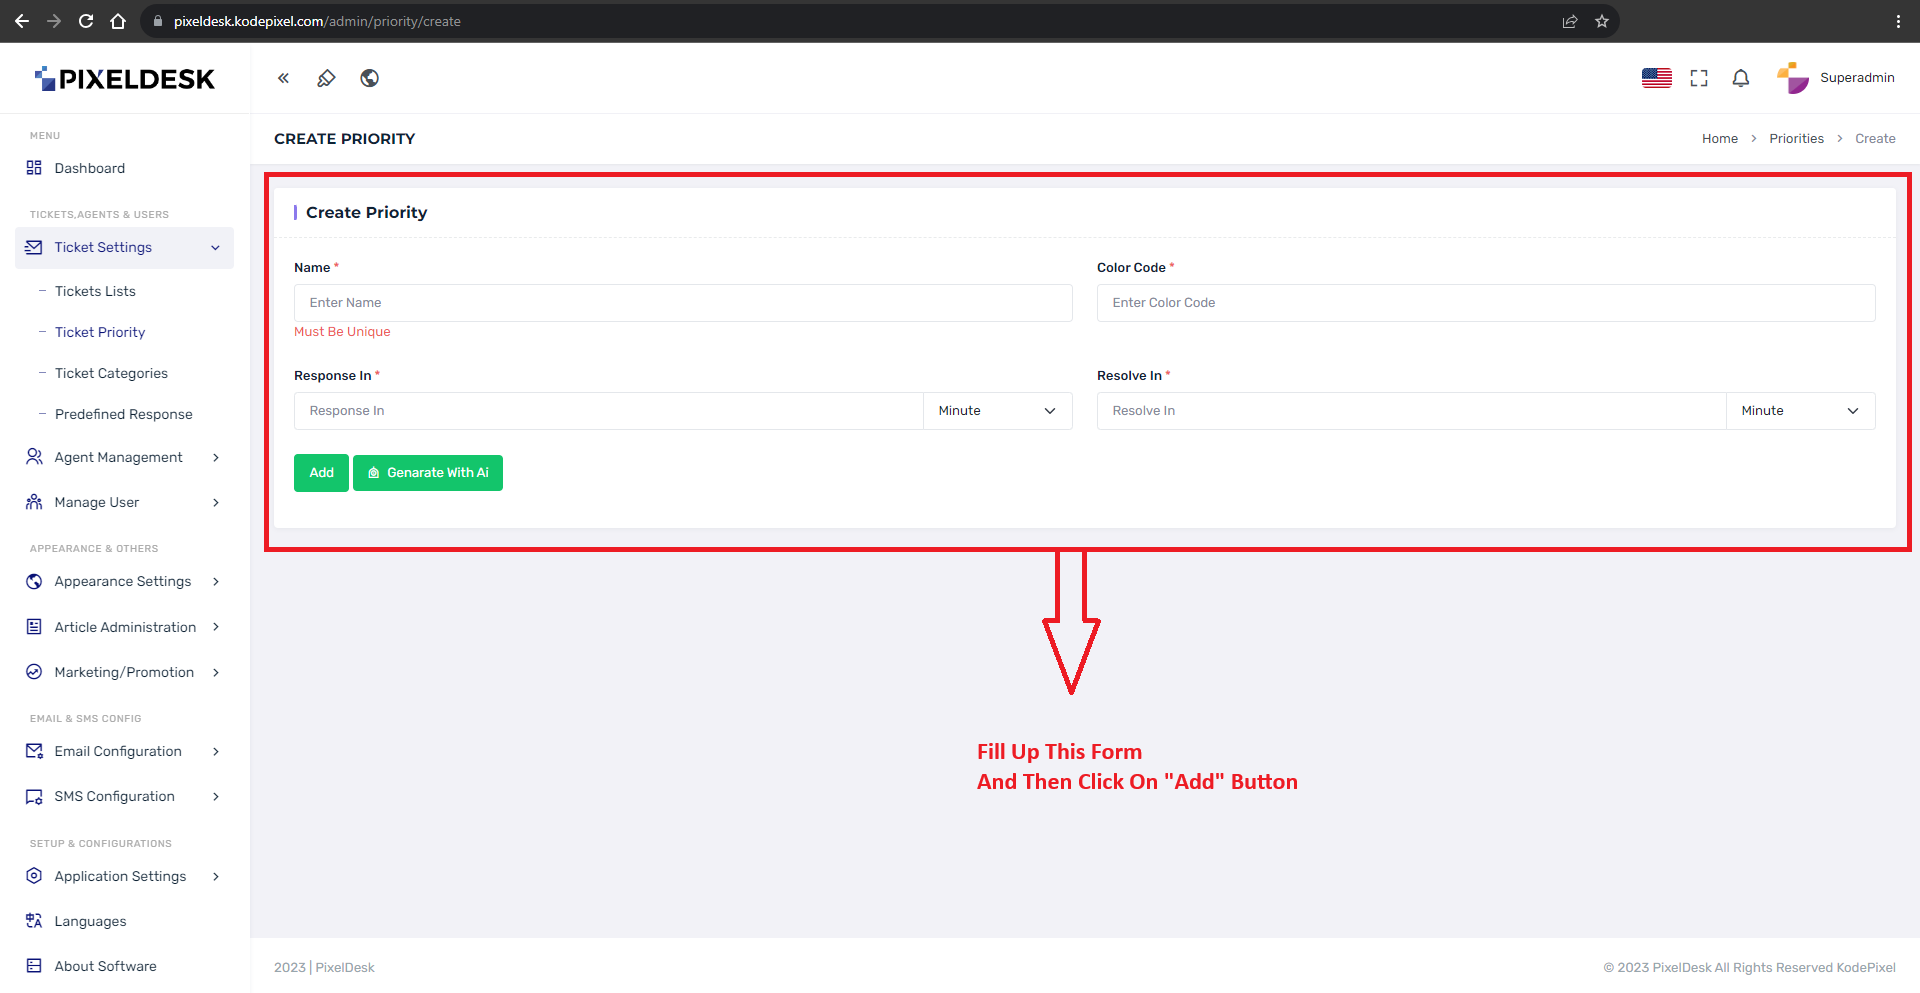 pixeldesk.kodepixel.com/admin/priority/create
PIXELDESK
Superadmin
MENU
Dashboard
TICKETS,AGENTS & USERS
Ticket Settings
Tickets Lists
Ticket Priority
Ticket Categories
Predefined Response
Agent Management
Manage User
APPEARANCE & OTHERS
Appearance Settings
Article Administration
Marketing/Promotion
EMAIL & SMS CONFIG
Email Configuration
SMS Configuration
SETUP & CONFIGURATIONS
Application Settings
Languages
About Software
CREATE PRIORITY
Home > Priorities > Create
Create Priority
Name *
Enter Name
Must Be Unique
Color Code *
Enter Color Code
Response In *
Response In
Minute
Resolve In *
Resolve In
Minute
Add
Genarate With Ai
Fill Up This Form
And Then Click On "Add" Button
2023 | PixelDesk
© 2023 PixelDesk All Rights Reserved KodePixel